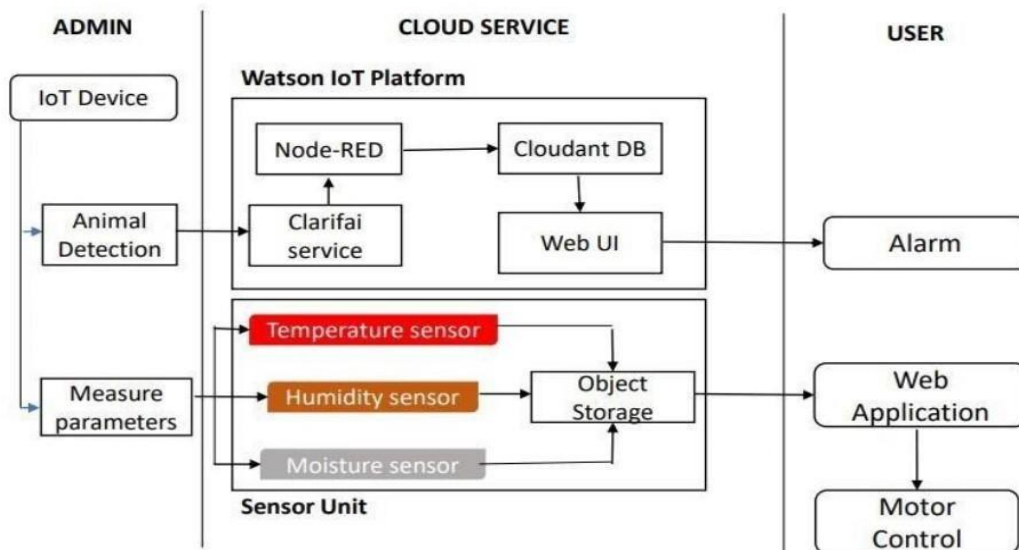 ADMIN
CLOUD SERVICE
USER
Watson IoT Platform
IoT Device
Node-RED
Cloudant DB
Animal
Detection
Clarifai
service
Web UI
Alarm
Temperature sensor
Measure
parameters
Humidity sensor
Object
Storage
Web
Application
Moisture sensor
Sensor Unit
Motor
Control